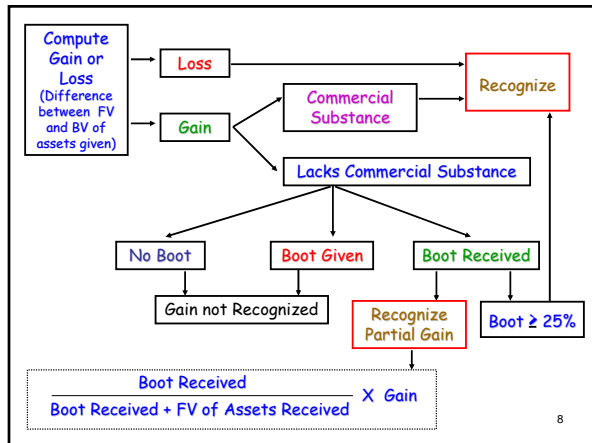 Compute
Gain or
Loss
(Difference
between FV
and BV of
assets given)
Loss
Recognize
Gain
Commercial
Substance
Lacks Commercial Substance
No Boot
Boot Given
Boot Received
Gain not Recognized
Recognize
Partial Gain
Boot ≥ 25%
Boot Received
Boot Received + FV of Assets Received
X Gain
8